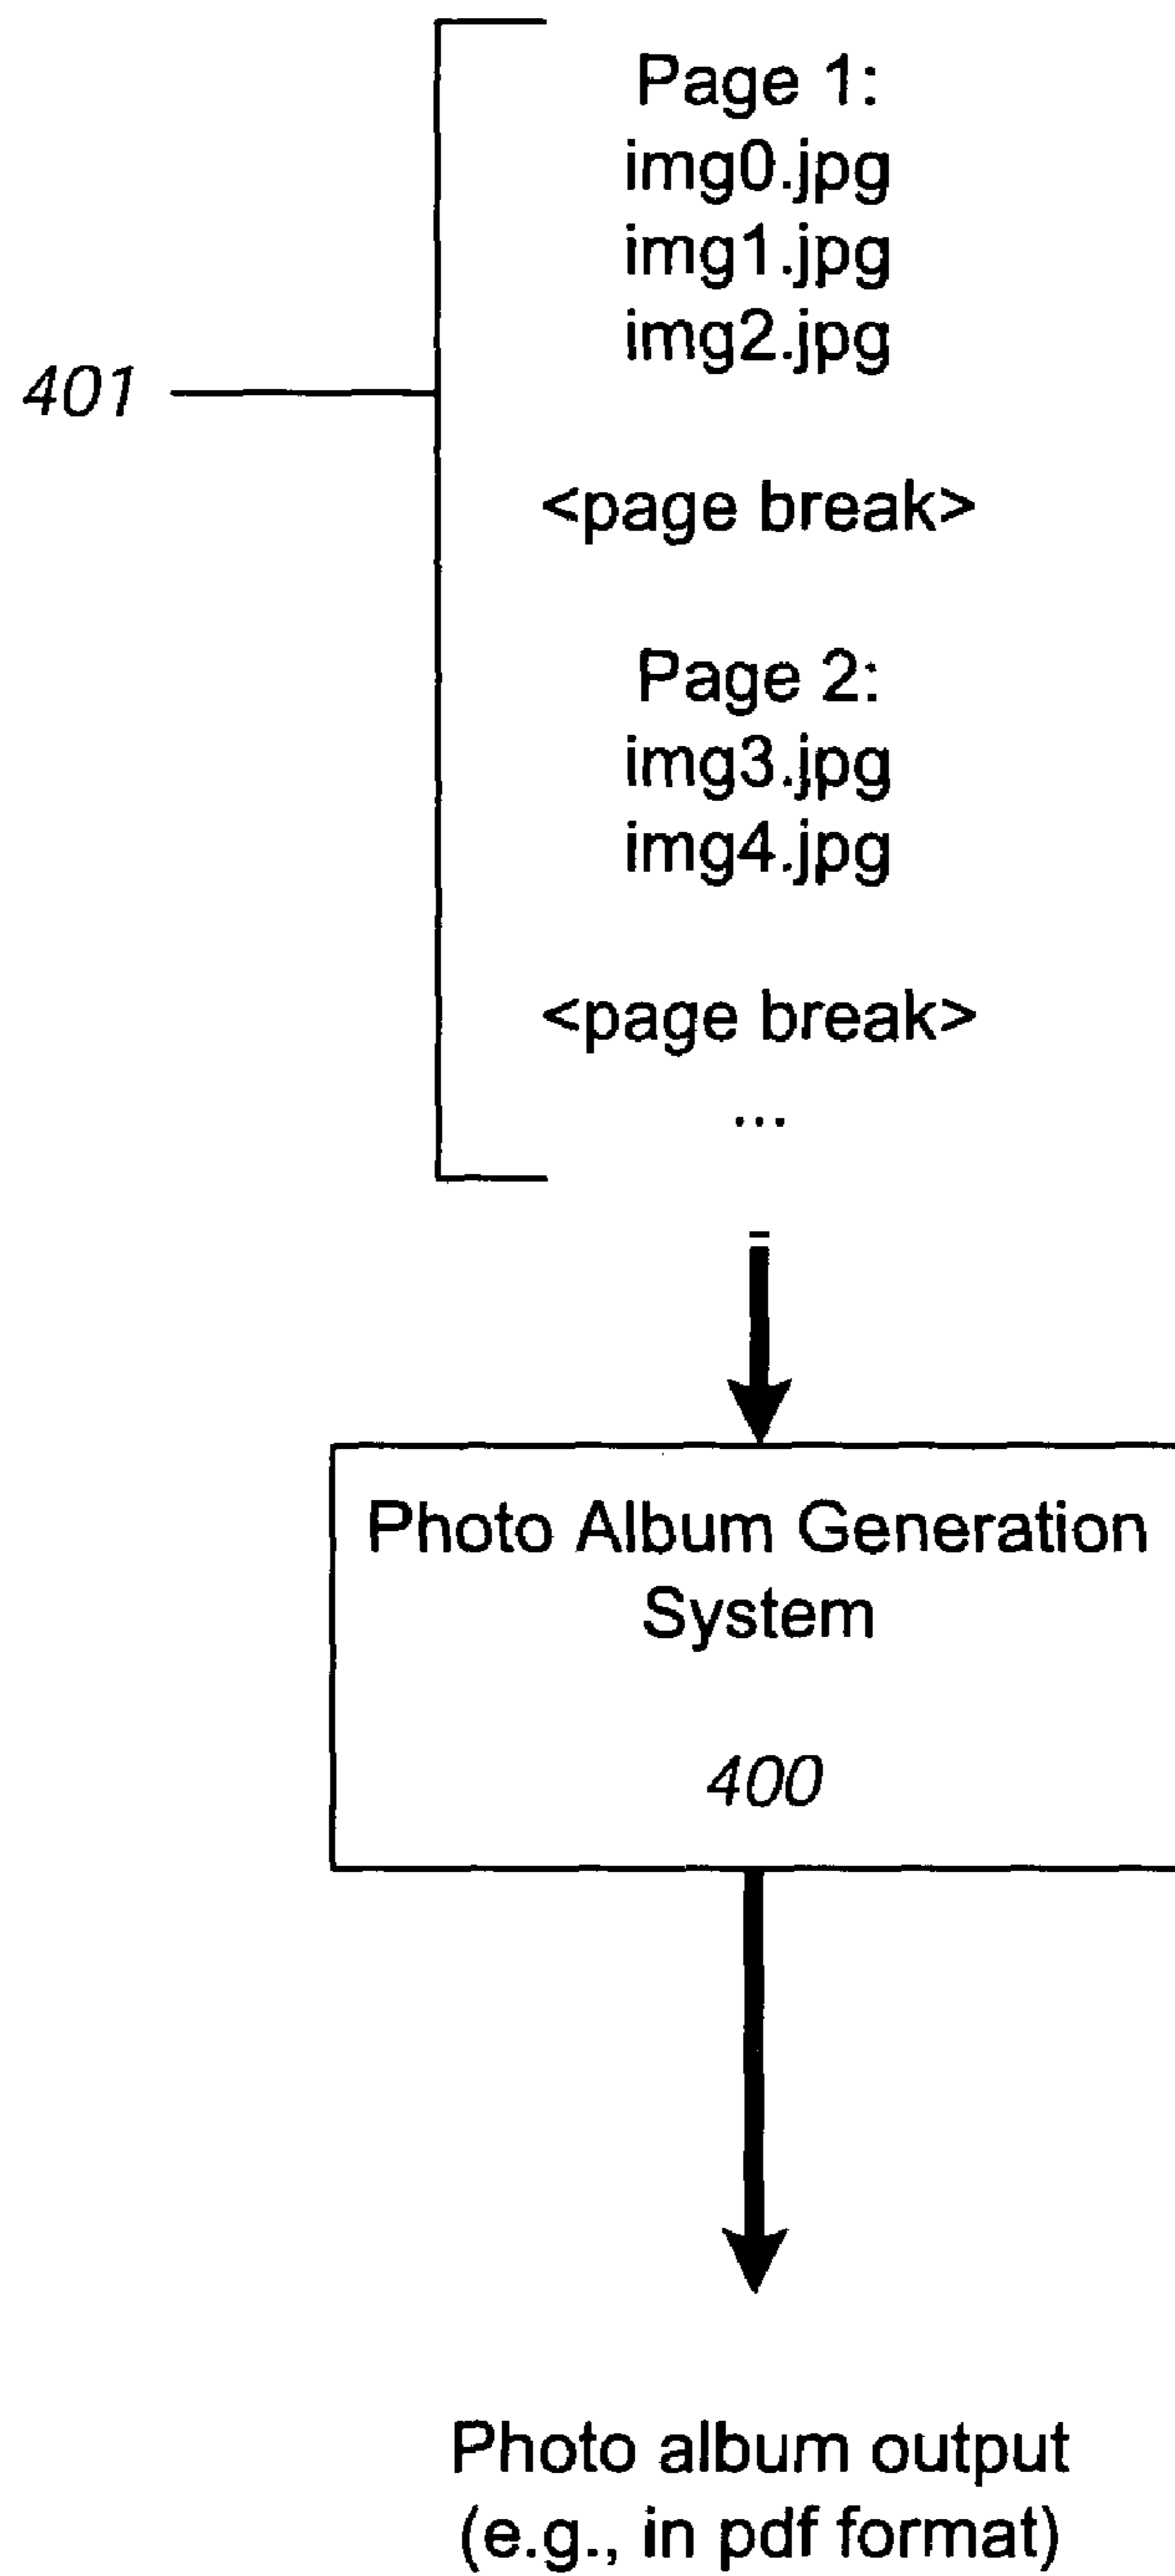 Page 1:
img0.jpg
img1.jpg
img2.jpg
401
<page break>
Page 2:
img3.jpg
img4.jpg
<page break>
...
Photo Album Generation
System
400
Photo album output
(e.g., in pdf format)